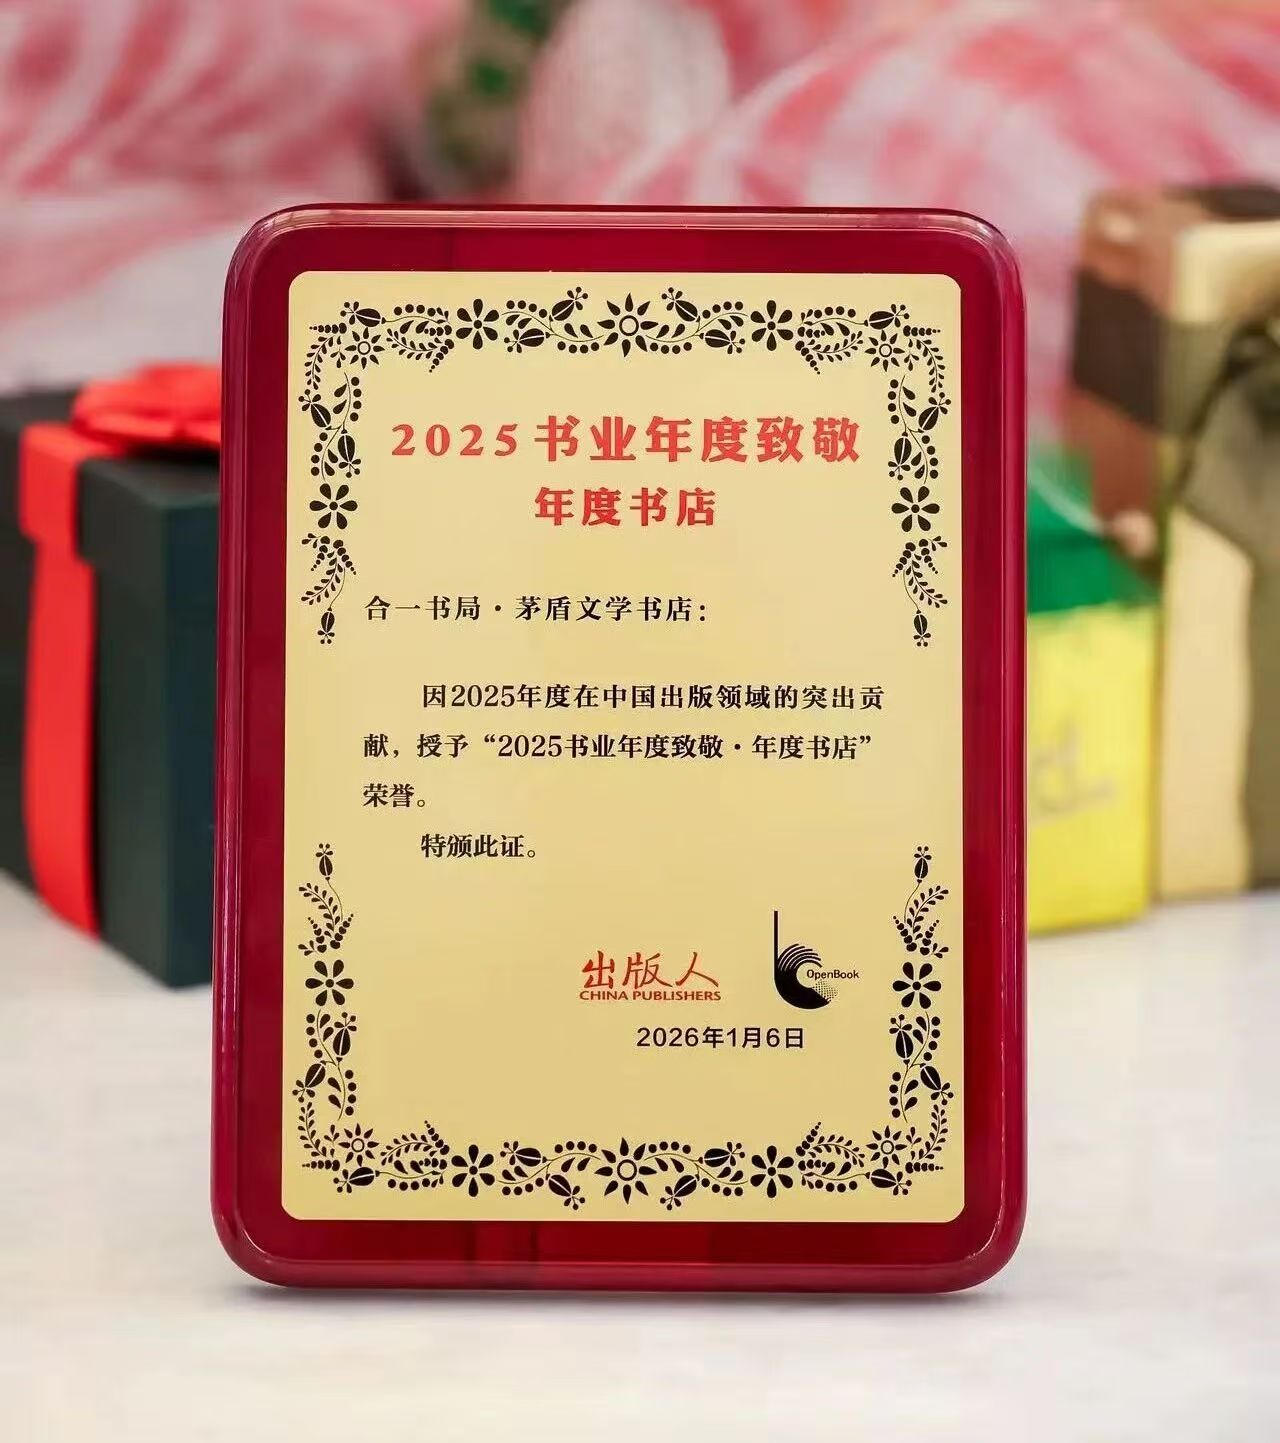 2025书业年度致敬
年度书店
合一书局·茅盾文学书店：
因2025年度在中国出版领域的突出贡
献，授予“2025书业年度致敬·年度书店”
荣誉。
特颁此证。
出版人
CHINA PUBLISHERS
OpenBook
2026年1月6日